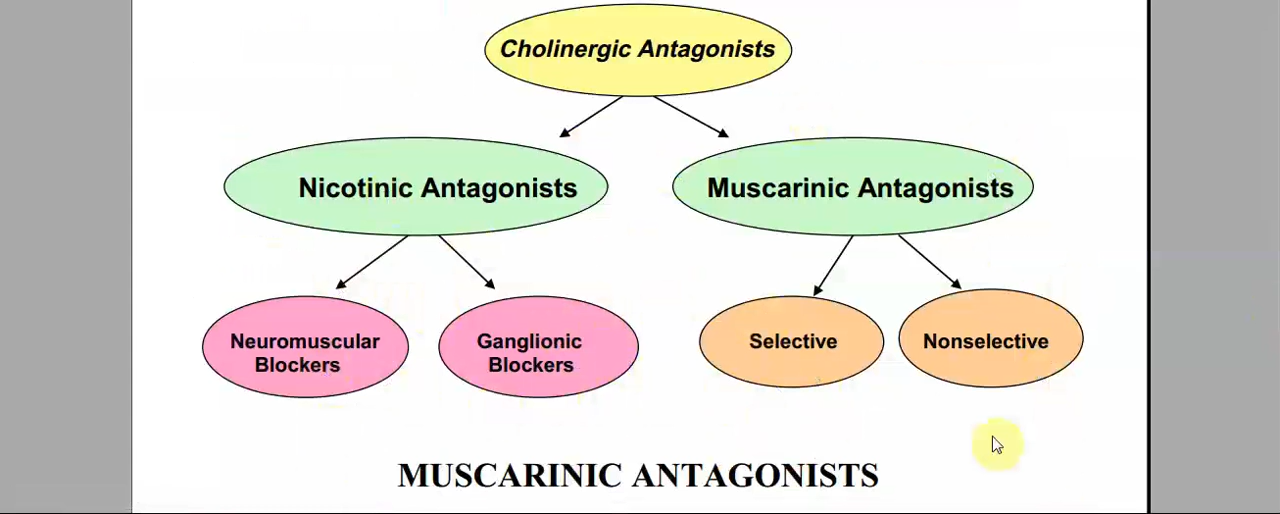 Cholinergic Antagonists
Nicotinic Antagonists
Muscarinic Antagonists
Neuromuscular
Blockers
Ganglionic
Blockers
Selective
Nonselective
MUSCARINIC ANTAGONISTS